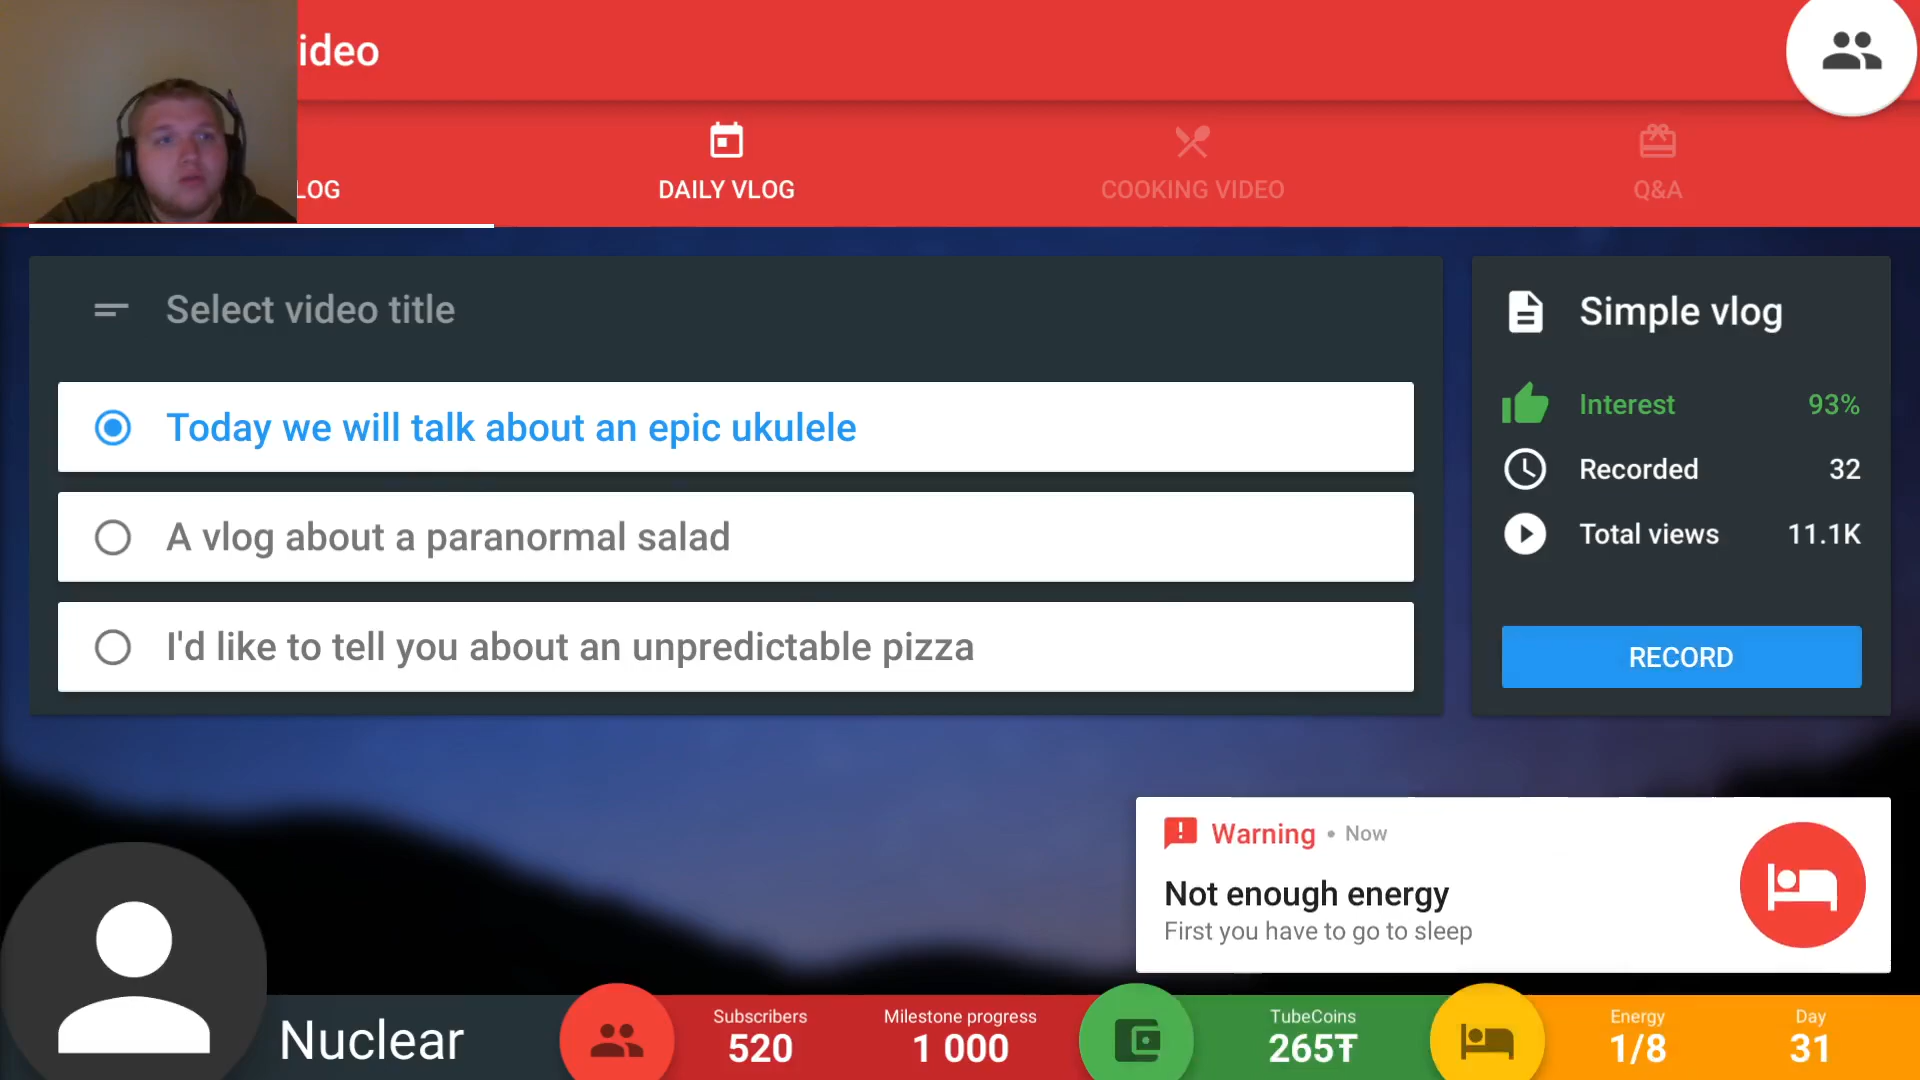 ideo
LOG
DAILY VLOG
COOKING VIDEO
Q&A
Select video title
Today we will talk about an epic ukulele
A vlog about a paranormal salad
I'd like to tell you about an unpredictable pizza
Simple vlog
Interest 93%
Recorded 32
Total views 11.1K
RECORD
Warning • Now
Not enough energy
First you have to go to sleep
Nuclear
Subscribers
520
Milestone progress
1 000
TubeCoins
265₮
Energy
1/8
Day
31